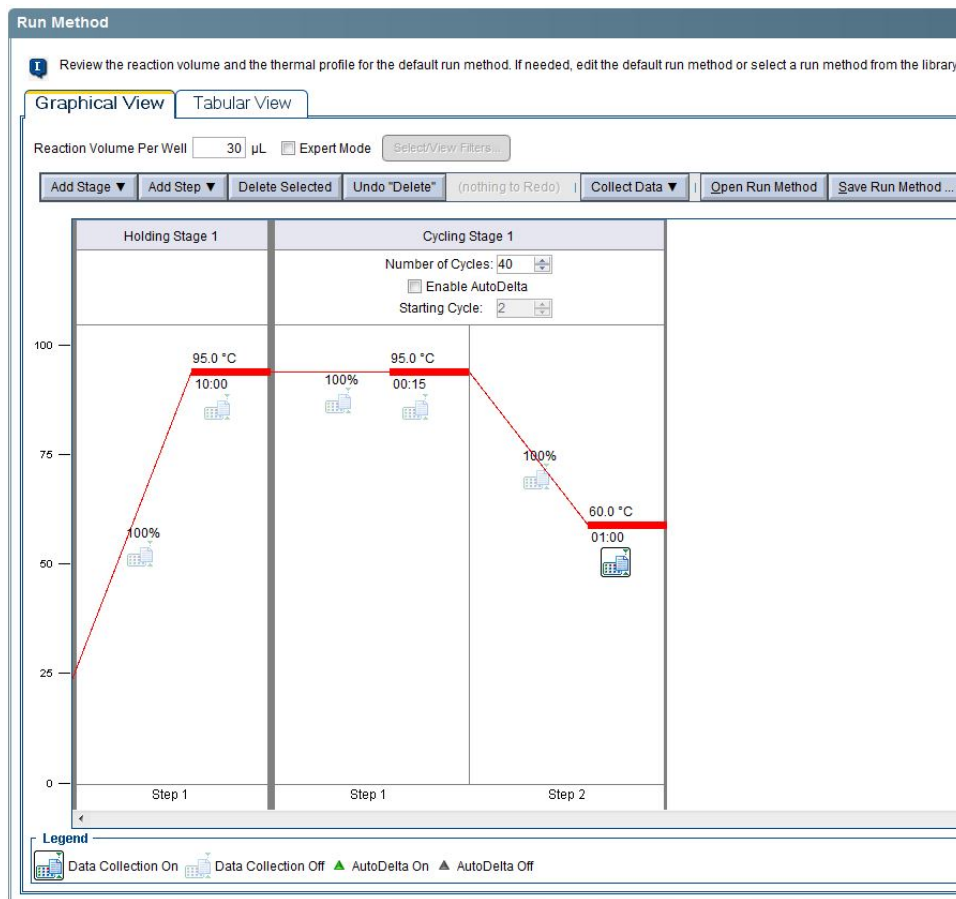 Run Method
Review the reaction volume and the thermal profile for the default run method. If needed, edit the default run method or select a run method from the library
Graphical View Tabular View
Reaction Volume Per Well 30 µL Expert Mode Select/View Filters...
Add Stage ▼ Add Step ▼ Delete Selected Undo "Delete" (nothing to Redo) Collect Data ▼ Open Run Method Save Run Method ...
Holding Stage 1 Cycling Stage 1
Number of Cycles: 40
Enable AutoDelta
Starting Cycle: 2
100
95.0 °C 95.0 °C
10:00 100% 00:15
75 100%
60.0 °C
100% 01:00
50
25
0
Step 1 Step 1 Step 2
Legend
Data Collection On Data Collection Off AutoDelta On AutoDelta Off